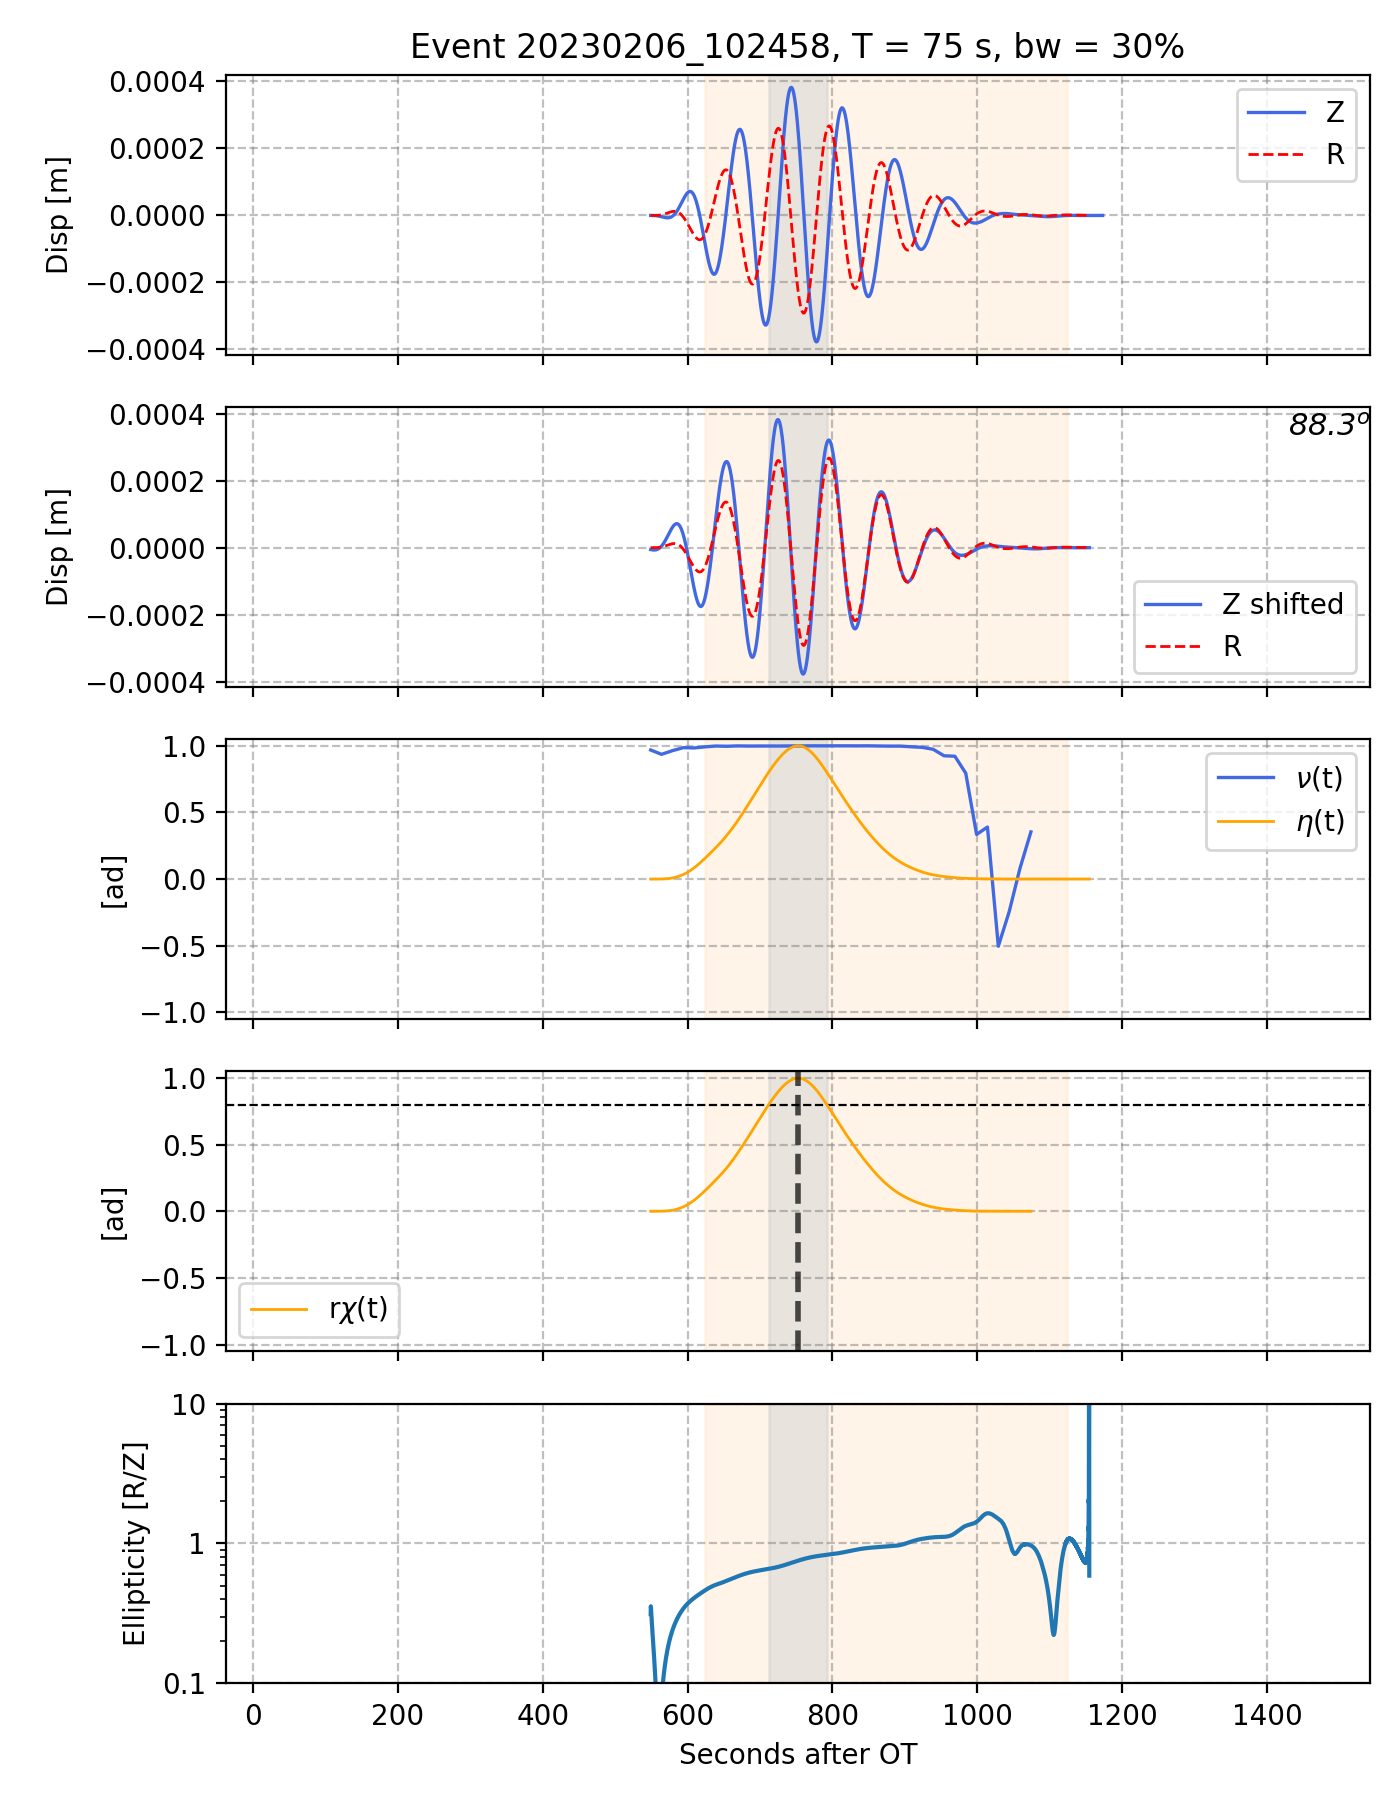 Event 20230206_102458, T = 75 s, bw = 30%
0.0004
0.0002
0.0000
−0.0002
−0.0004
Disp [m]
Z
R
0.0004
0.0002
0.0000
−0.0002
−0.0004
Disp [m]
88.3º
Z shifted
R
1.0
0.5
0.0
−0.5
−1.0
[ad]
ν(t)
η(t)
1.0
0.5
0.0
−0.5
−1.0
[ad]
rχ(t)
10
1
0.1
Ellipticity [R/Z]
0 200 400 600 800 1000 1200 1400
Seconds after OT